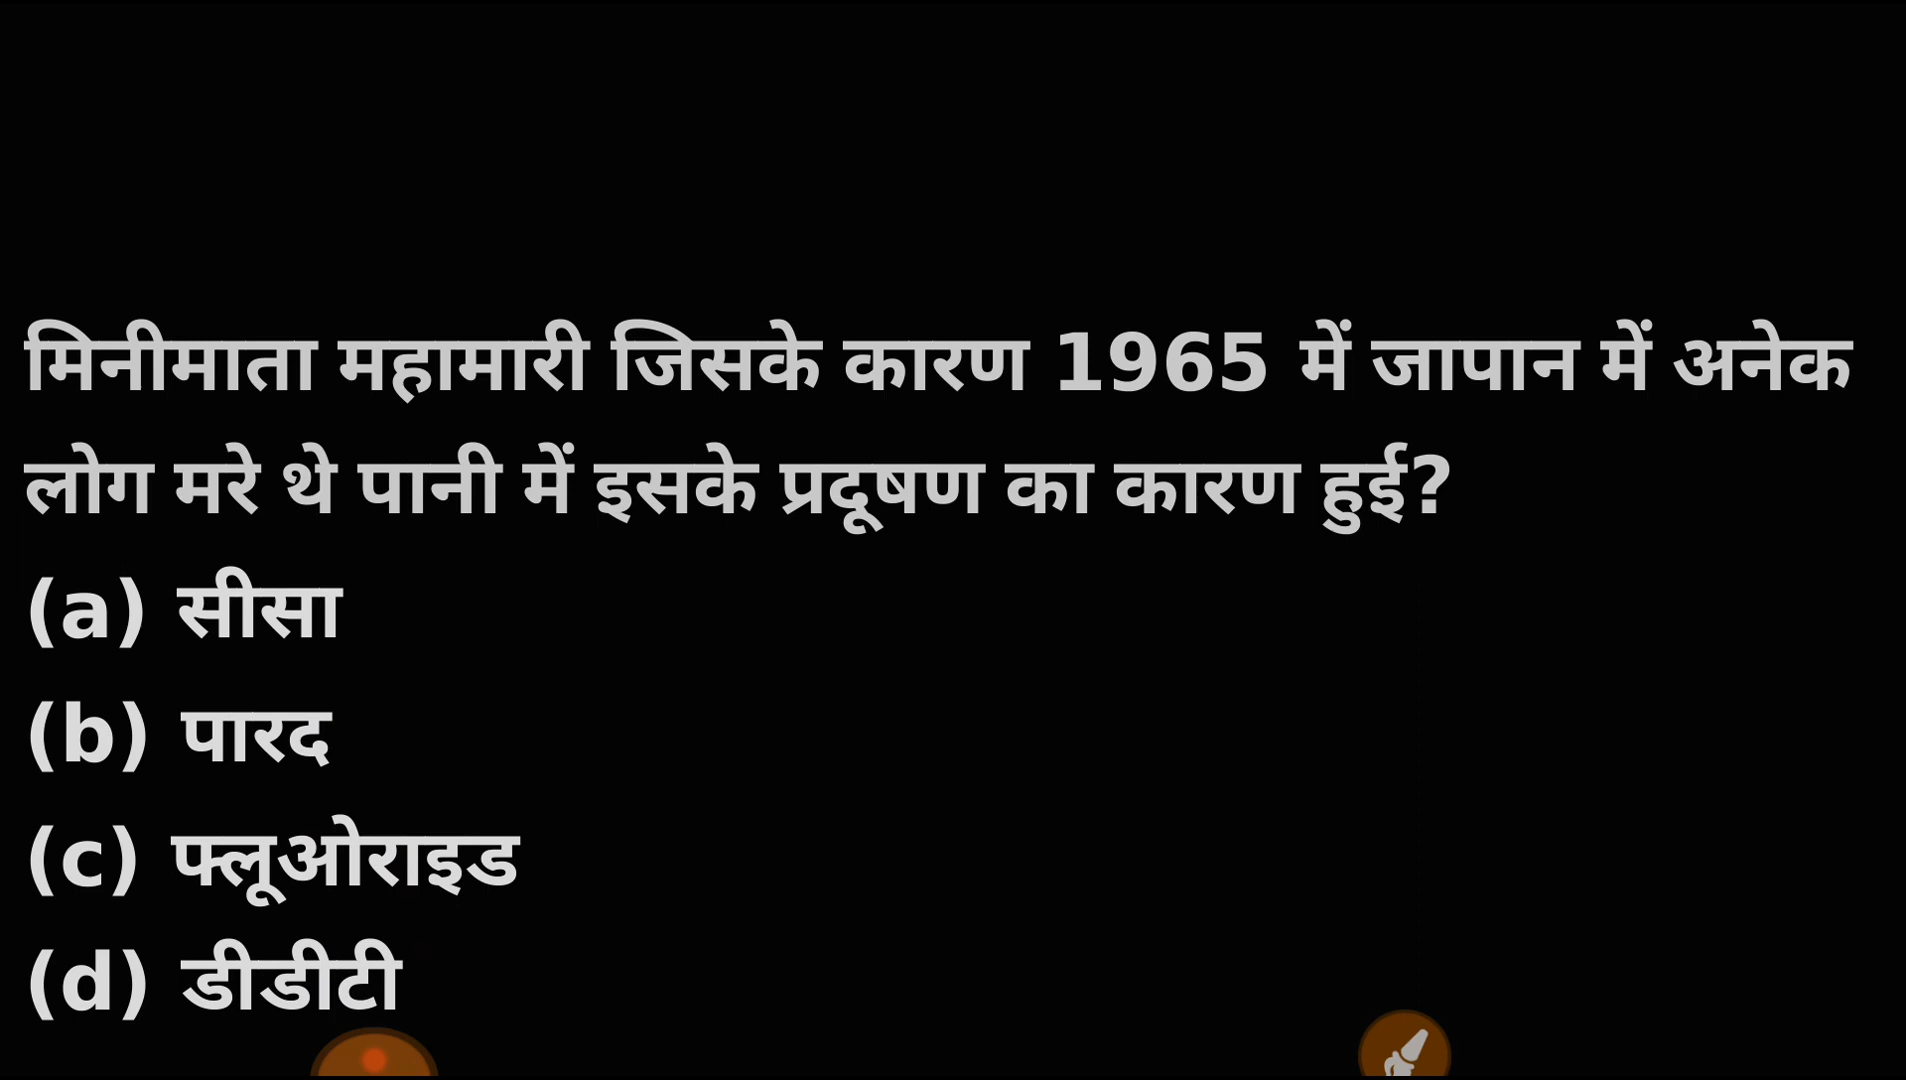 मिनीमाता महामारी जिसके कारण 1965 में जापान में अनेक
लोग मरे थे पानी में इसके प्रदूषण का कारण हुई?
(a) सीसा
(b) पारद
(c) फ्लूओराइड
(d) डीडीटी